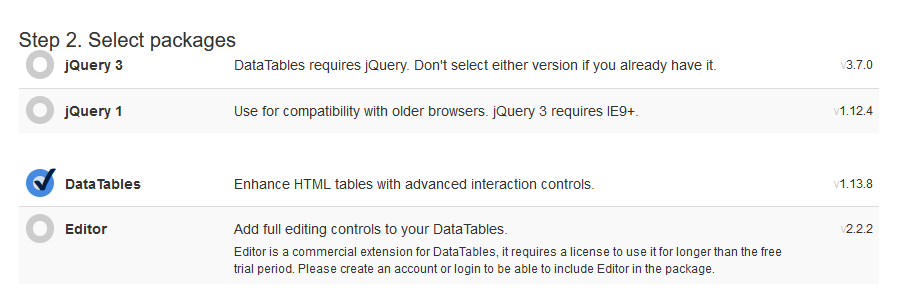 Step 2. Select packages
jQuery 3 DataTables requires jQuery. Don't select either version if you already have it. v3.7.0
jQuery 1 Use for compatibility with older browsers. jQuery 3 requires IE9+. v1.12.4
DataTables Enhance HTML tables with advanced interaction controls. v1.13.8
Editor Add full editing controls to your DataTables. v2.2.2
Editor is a commercial extension for DataTables, it requires a license to use it for longer than the free
trial period. Please create an account or login to be able to include Editor in the package.